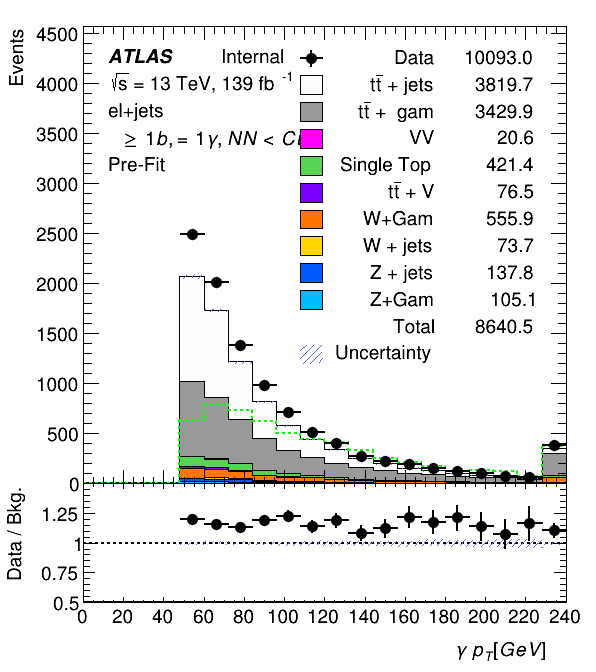 Events
4500
4000
3500
3000
2500
2000
1500
1000
500
0
ATLAS Internal
√s = 13 TeV, 139 fb⁻¹
el+jets
≥ 1b, = 1γ, NN < C
Pre-Fit
Data 10093.0
tt̄ + jets 3819.7
tt̄ + gam 3429.9
VV 20.6
Single Top 421.4
tt̄ + V 76.5
W+Gam 555.9
W + jets 73.7
Z + jets 137.8
Z+Gam 105.1
Total 8640.5
Uncertainty
Data / Bkg.
1.25
1
0.75
0.5
0 20 40 60 80 100 120 140 160 180 200 220 240
γ p_T[GeV]